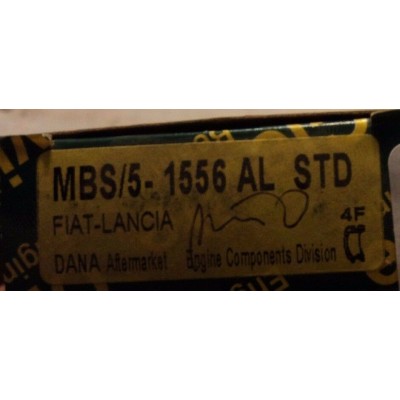 MBS/5- 1556 AL STD
FIAT-LANCIA
4F
DANA Aftermarket Engine Components Division